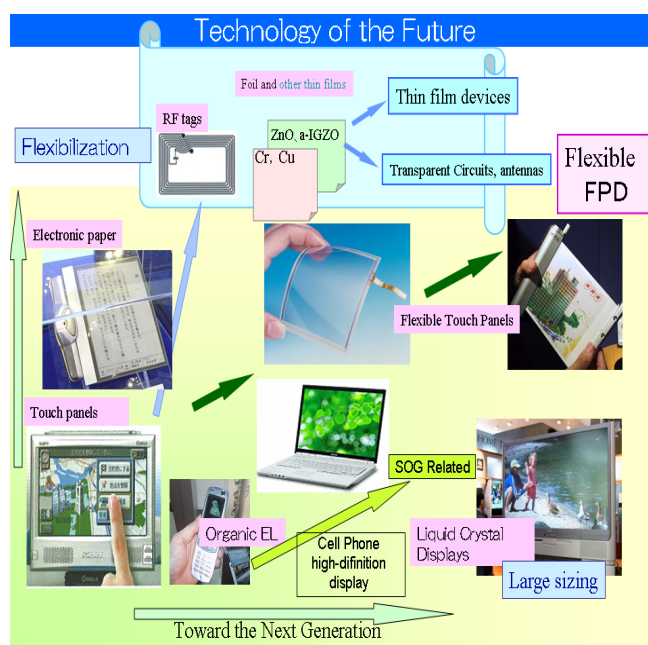 Technology of the Future
Foil and other thin films
Thin film devices
RF tags
ZnO、a-IGZO
Flexibilization
Cr, Cu
Transparent Circuits, antennas
Flexible
FPD
Electronic paper
Flexible Touch Panels
Touch panels
SOG Related
Organic EL
Liquid Crystal
Displays
Cell Phone
high-difinition
display
Large sizing
Toward the Next Generation